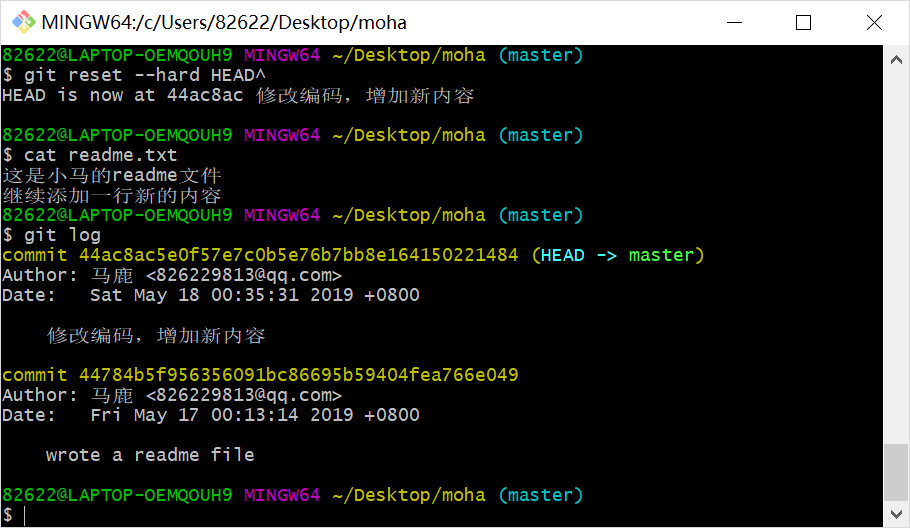 MINGW64:/c/Users/82622/Desktop/moha
82622@LAPTOP-OEMQOUH9 MINGW64 ~/Desktop/moha (master)
$ git reset --hard HEAD^
HEAD is now at 44ac8ac 修改编码，增加新内容
82622@LAPTOP-OEMQOUH9 MINGW64 ~/Desktop/moha (master)
$ cat readme.txt
这是小马的readme文件
继续添加一行新的内容
82622@LAPTOP-OEMQOUH9 MINGW64 ~/Desktop/moha (master)
$ git log
commit 44ac8ac5e0f57e7c0b5e76b7bb8e164150221484 (HEAD -> master)
Author: 马鹿 <826229813@qq.com>
Date:   Sat May 18 00:35:31 2019 +0800
    修改编码，增加新内容
commit 44784b5f956356091bc86695b59404fea766e049
Author: 马鹿 <826229813@qq.com>
Date:   Fri May 17 00:13:14 2019 +0800
    wrote a readme file
82622@LAPTOP-OEMQOUH9 MINGW64 ~/Desktop/moha (master)
$